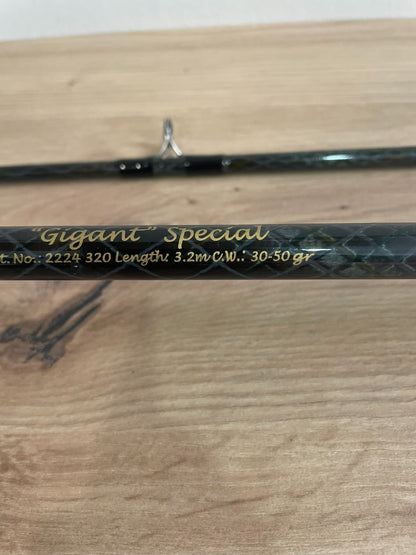 "Gigant" Special
t. No.: 2224 320 Length: 3.2m C.W.: 30-50 gr